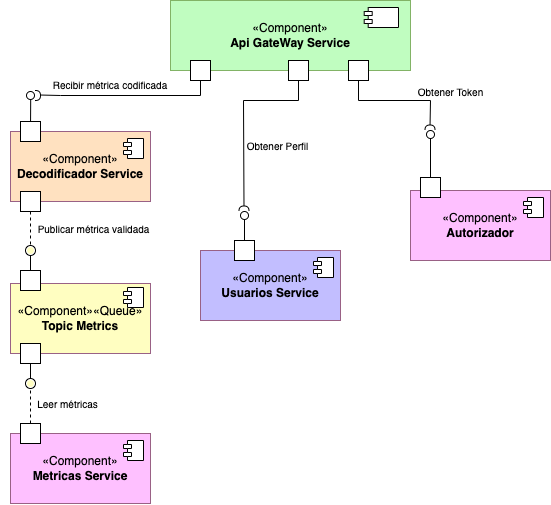 «Component»
Api GateWay Service
Recibir métrica codificada
Obtener Token
Obtener Perfil
«Component»
Decodificador Service
«Component»
Autorizador
Publicar métrica validada
«Component»
Usuarios Service
«Component»«Queue»
Topic Metrics
Leer métricas
«Component»
Metricas Service